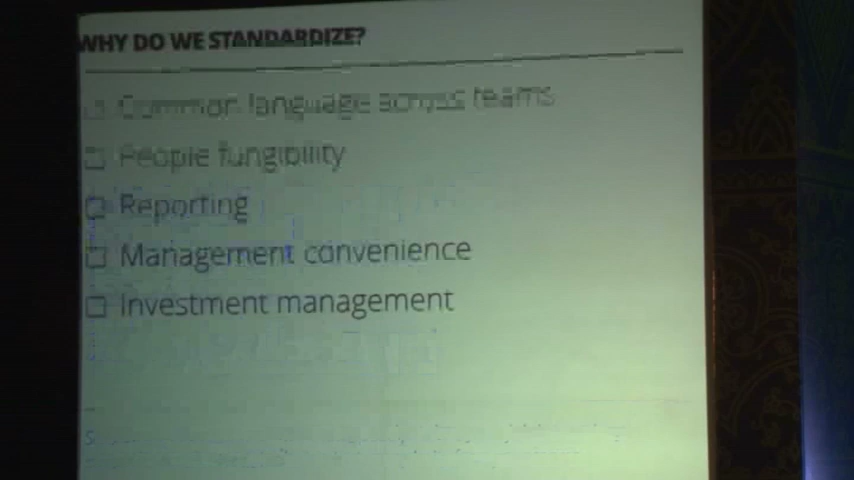 WHY DO WE STANDARDIZE?
Common language across teams
People fungibility
Reporting
Management convenience
Investment management